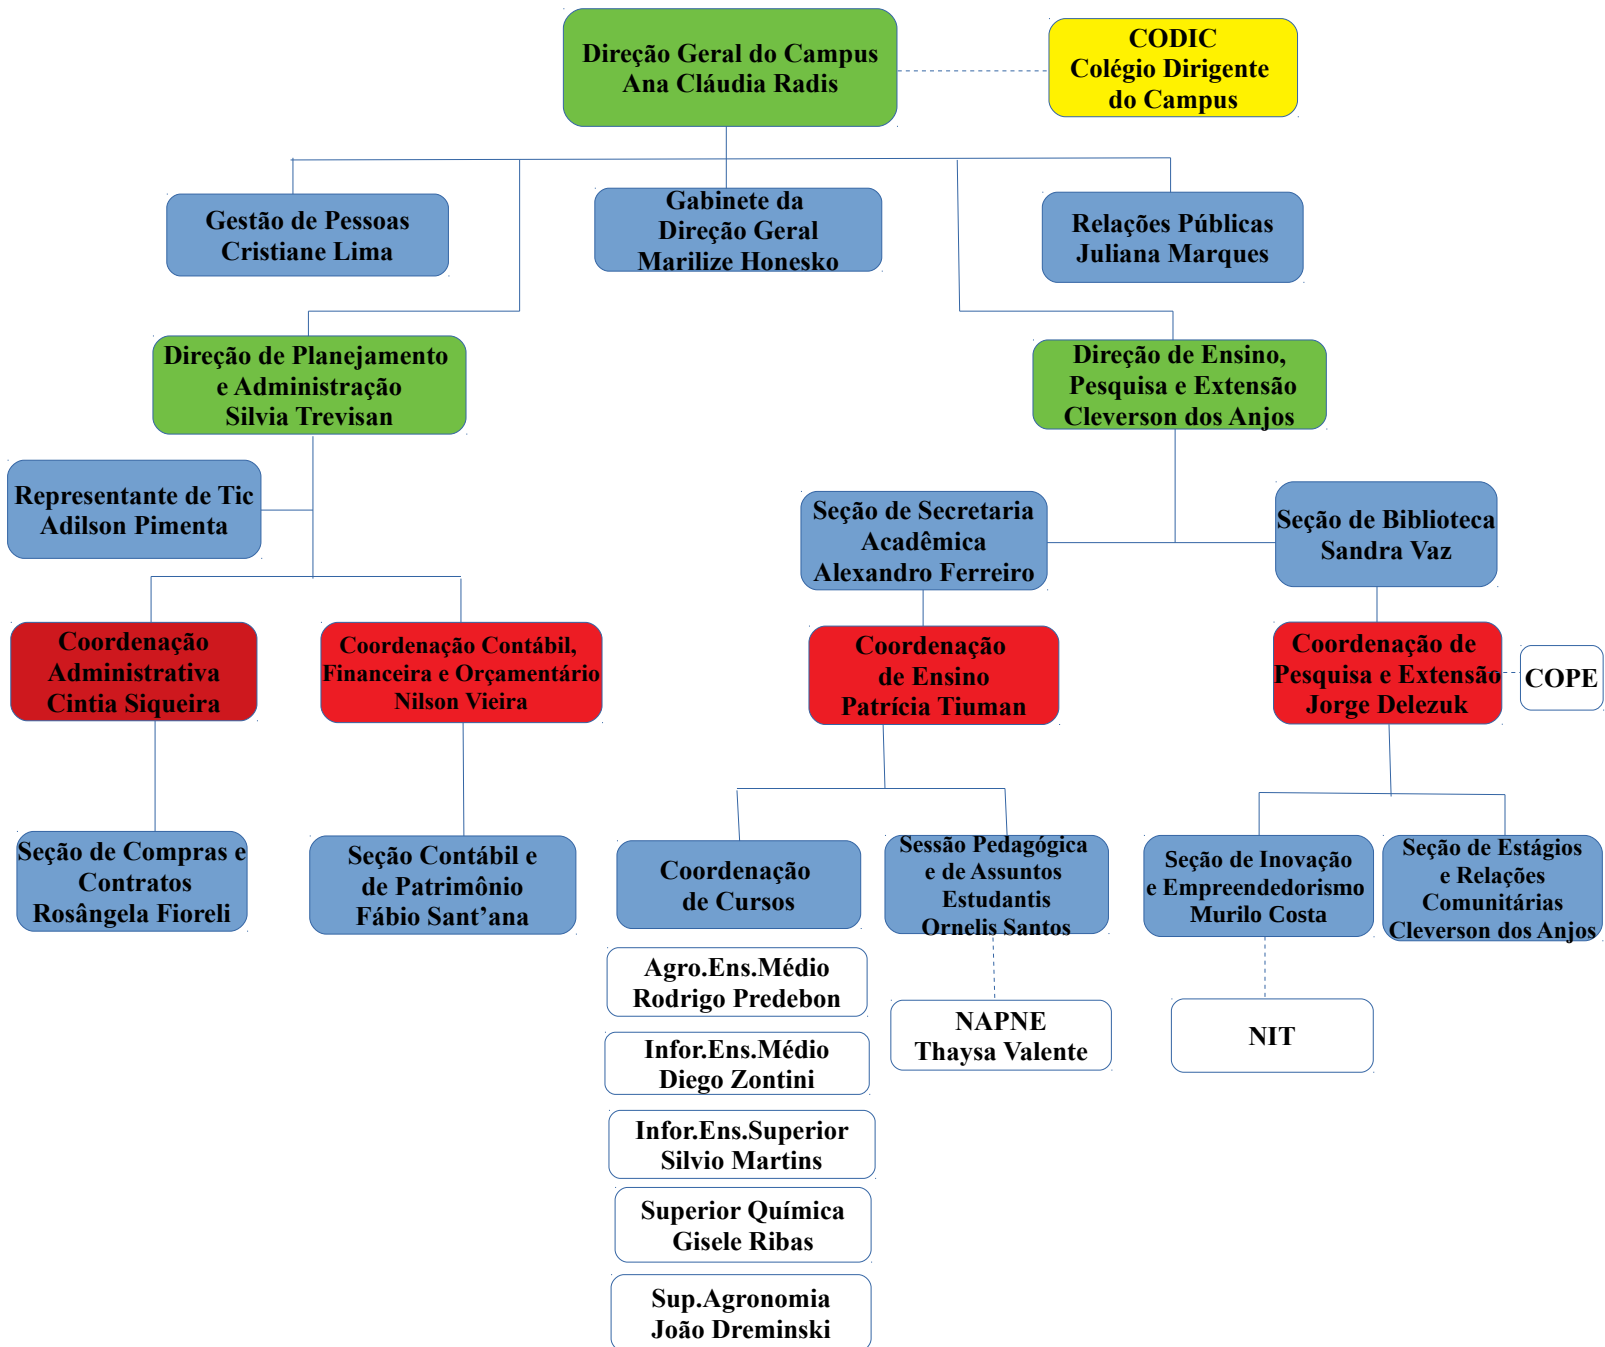 Direção Geral do Campus
Ana Cláudia Radis
CODIC
Colégio Dirigente
do Campus
Gestão de Pessoas
Cristiane Lima
Gabinete da
Direção Geral
Marilize Honesko
Relações Públicas
Juliana Marques
Direção de Planejamento
e Administração
Silvia Trevisan
Direção de Ensino,
Pesquisa e Extensão
Cleverson dos Anjos
Representante de Tic
Adilson Pimenta
Seção de Secretaria
Acadêmica
Alexandro Ferreiro
Seção de Biblioteca
Sandra Vaz
Coordenação
Administrativa
Cintia Siqueira
Coordenação Contábil,
Financeira e Orçamentário
Nilson Vieira
Coordenação
de Ensino
Patrícia Tiuman
Coordenação de
Pesquisa e Extensão
Jorge Delezuk
COPE
Seção de Compras e
Contratos
Rosângela Fioreli
Seção Contábil e
de Patrimônio
Fábio Sant’ana
Coordenação
de Cursos
Sessão Pedagógica
e de Assuntos
Estudantis
Ornelis Santos
Seção de Inovação
e Empreendedorismo
Murilo Costa
Seção de Estágios
e Relações
Comunitárias
Cleverson dos Anjos
Agro.Ens.Médio
Rodrigo Predebon
Infor.Ens.Médio
Diego Zontini
Infor.Ens.Superior
Silvio Martins
Superior Química
Gisele Ribas
Sup.Agronomia
João Dreminski
NAPNE
Thaysa Valente
NIT